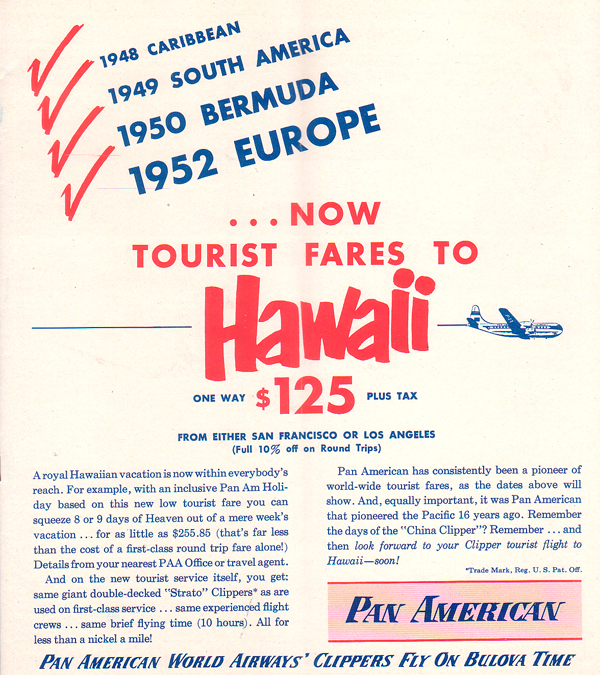 1948 CARIBBEAN
1949 SOUTH AMERICA
1950 BERMUDA
1952 EUROPE
...NOW
TOURIST FARES TO
Hawaii
ONE WAY $125 PLUS TAX
FROM EITHER SAN FRANCISCO OR LOS ANGELES
(Full 10% off on Round Trips)
A royal Hawaiian vacation is now within everybody's
reach. For example, with an inclusive Pan Am Holi-
day based on this new low tourist fare you can
squeeze 8 or 9 days of Heaven out of a mere week's
vacation ... for as little as $255.85 (that's far less
than the cost of a first-class round trip fare alone!)
Details from your nearest PAA Office or travel agent.
And on the new tourist service itself, you get:
same giant double-decked "Strato" Clippers* as are
used on first-class service ... same experienced flight
crews ... same brief flying time (10 hours). All for
less than a nickel a mile!
Pan American has consistently been a pioneer of
world-wide tourist fares, as the dates above will
show. And, equally important, it was Pan American
that pioneered the Pacific 16 years ago. Remember
the days of the "China Clipper"? Remember ... and
then look forward to your Clipper tourist flight to
Hawaii—soon!
*Trade Mark, Reg. U. S. Pat. Off.
PAN AMERICAN
PAN AMERICAN WORLD AIRWAYS' CLIPPERS FLY ON BULOVA TIME